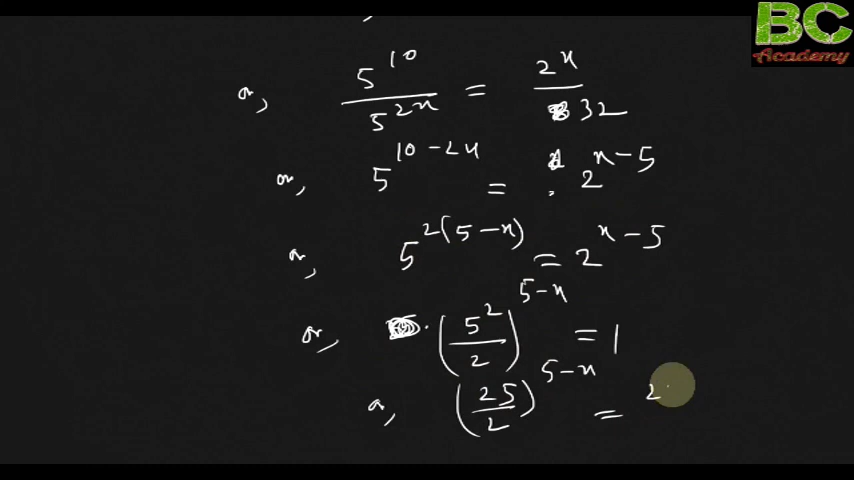 BC
Academy
or, 5^10 / 5^2x = 2^x / 32
or, 5^10-2x = 2^x-5
or, 5^2(5-x) = 2^x-5
or, (5^2 / 2)^5-x = 1
or, (25 / 2)^5-x = 2